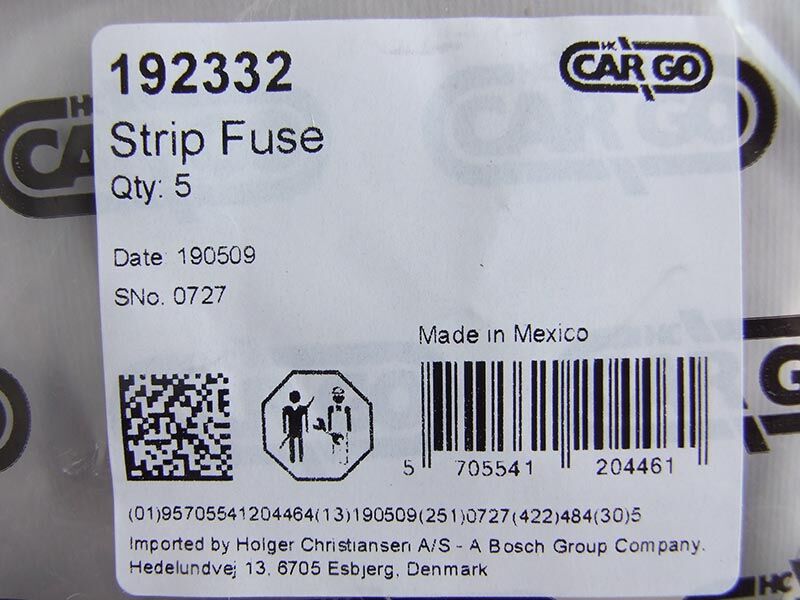 192332
HC
CARGO
Strip Fuse
Qty: 5
Date 190509
SNo. 0727
Made in Mexico
5 705541 204461
(01)95705541204464(13)190509(251)0727(422)484(30)5
Imported by Holger Christiansen A/S - A Bosch Group Company.
Hedelundvej 13, 6705 Esbjerg, Denmark
HC